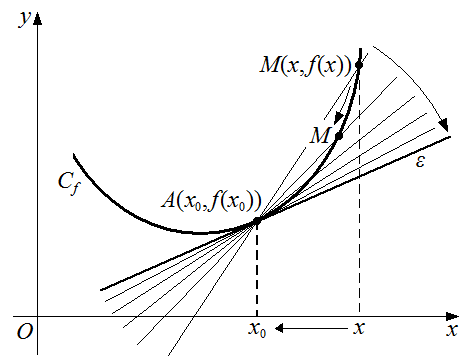 y
M(x,f(x))
M
ε
C_f
A(x₀,f(x₀))
O
x₀
x
x